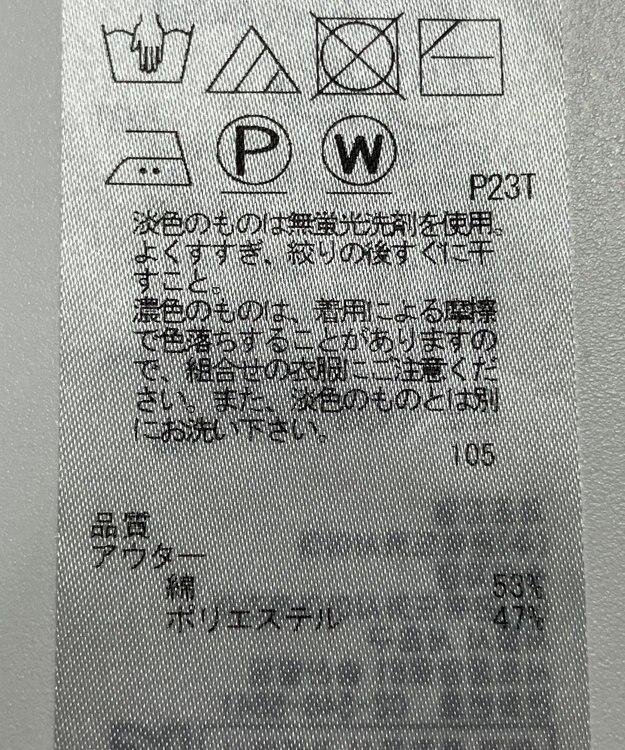 P W
P23T
淡色のものは無蛍光洗剤を使用。
よくすすぎ、絞りの後すぐに干
すこと。
濃色のものは、着用による摩擦
で色落ちすることがありますの
で、組合せの衣服にご注意くだ
さい。また、淡色のものとは別
にお洗い下さい。
105
品質
アウター
綿 53%
ポリエステル 47%